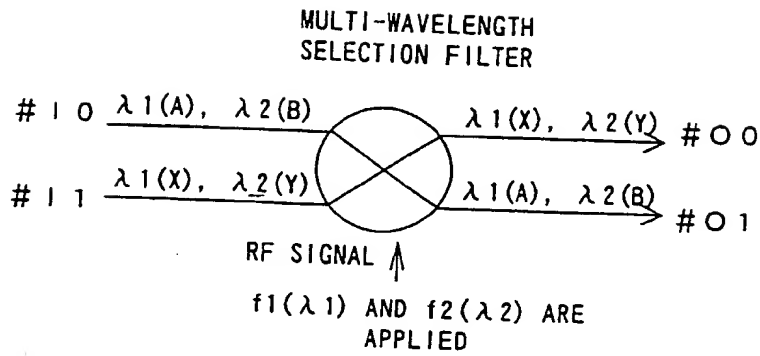 MULTI-WAVELENGTH
SELECTION FILTER
#I0 λ1(A), λ2(B)
λ1(X), λ2(Y) #O0
#I1 λ1(X), λ2(Y)
λ1(A), λ2(B) #O1
RF SIGNAL
f1(λ1) AND f2(λ2) ARE
APPLIED